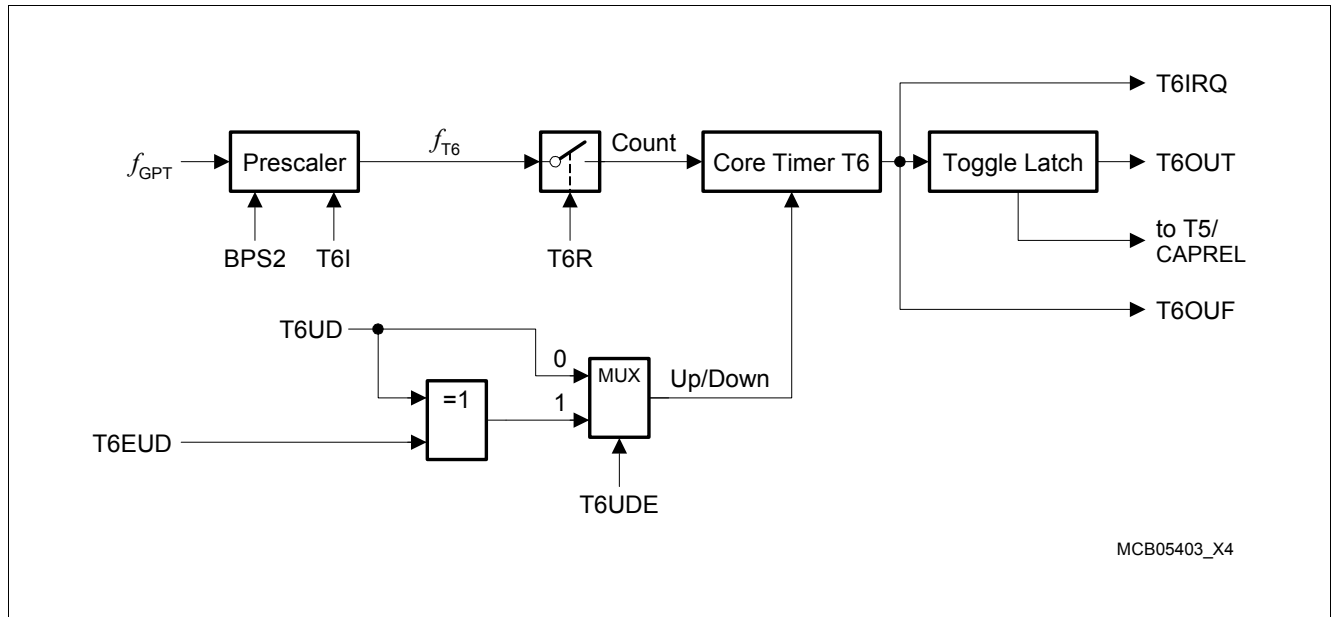 T6IRQ
f_GPT
Prescaler
f_T6
Count
Core Timer T6
Toggle Latch
T6OUT
BPS2
T6I
T6R
to T5/
CAPREL
T6UD
T6OUF
0
MUX
Up/Down
=1
1
T6EUD
T6UDE
MCB05403_X4